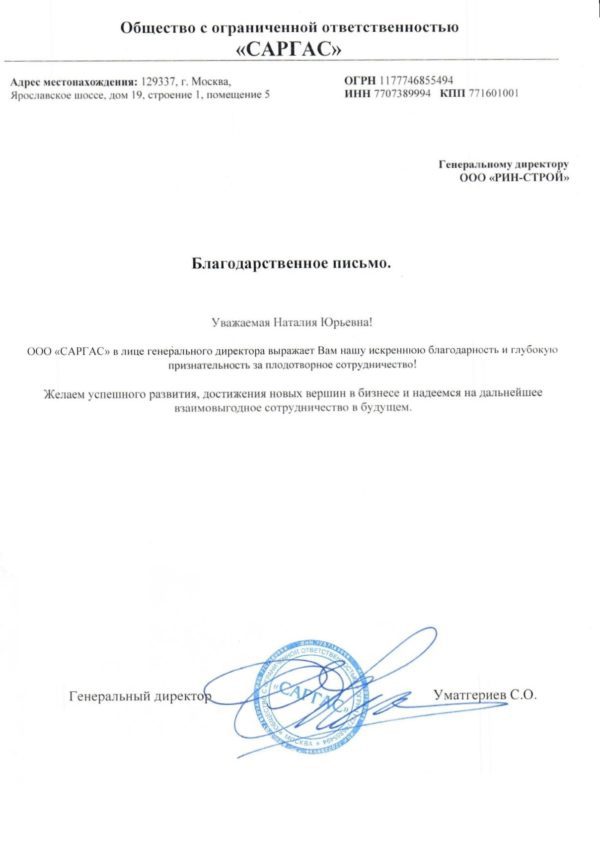 Общество с ограниченной ответственностью
«САРГАС»
Адрес местонахождения: 129337, г. Москва,
Ярославское шоссе, дом 19, строение 1, помещение 5
ОГРН 1177746855494
ИНН 7707389994 КПП 771601001
Генеральному директору
ООО «РИН-СТРОЙ»
Благодарственное письмо.
Уважаемая Наталия Юрьевна!
ООО «САРГАС» в лице генерального директора выражает Вам нашу искреннюю благодарность и глубокую
признательность за плодотворное сотрудничество!
Желаем успешного развития, достижения новых вершин в бизнесе и надеемся на дальнейшее
взаимовыгодное сотрудничество в будущем.
Генеральный директор
«САРГАС»
МОСКВА
Уматгериев С.О.